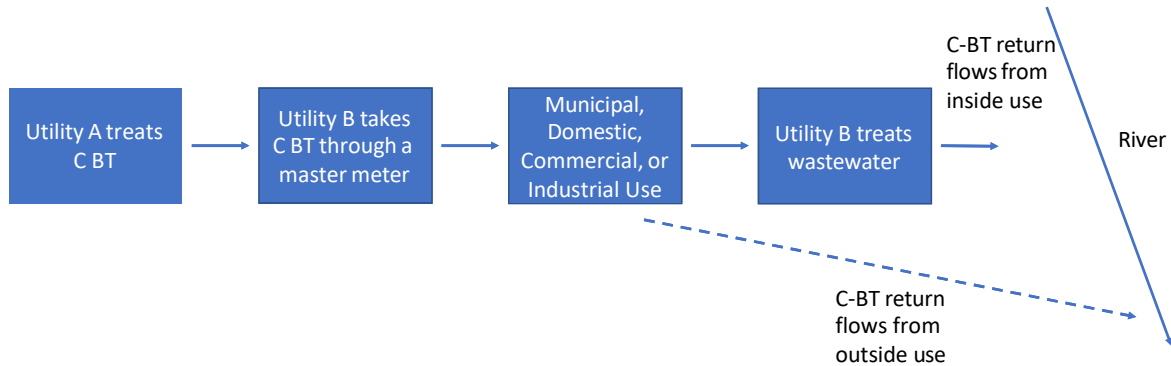 Utility A treats
C BT
Utility B takes
C BT through a
master meter
Municipal,
Domestic,
Commercial, or
Industrial Use
Utility B treats
wastewater
C-BT return
flows from
inside use
River
C-BT return
flows from
outside use